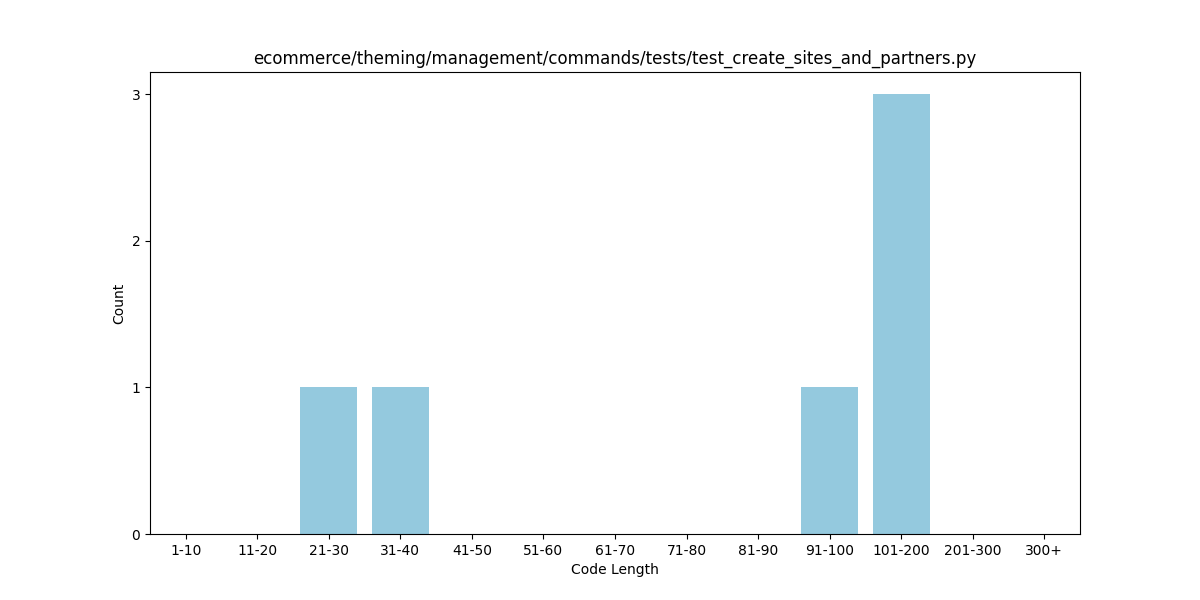 ecommerce/theming/management/commands/tests/test_create_sites_and_partners.py
3
2
1
0
Count
1-10 11-20 21-30 31-40 41-50 51-60 61-70 71-80 81-90 91-100 101-200 201-300 300+
Code Length